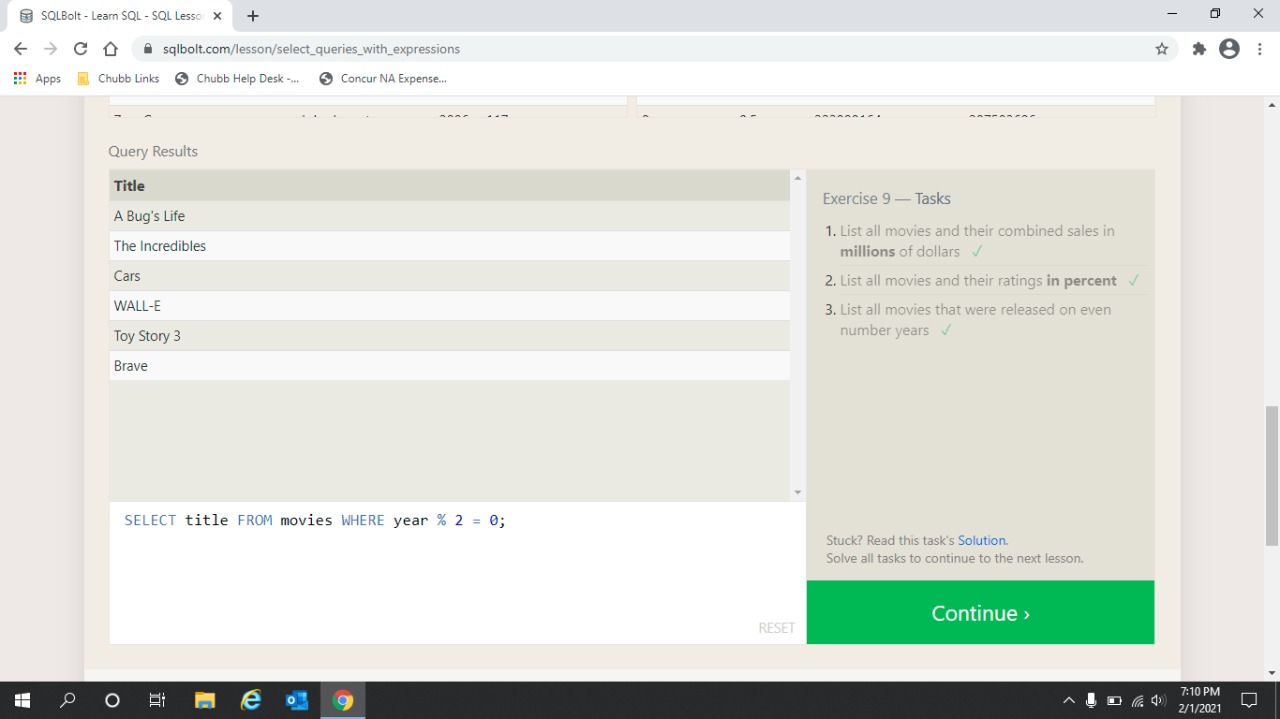 SQLBolt - Learn SQL - SQL Lesso
sqlbolt.com/lesson/select_queries_with_expressions
Apps
Chubb Links
Chubb Help Desk -...
Concur NA Expense...
Query Results
Title
A Bug's Life
The Incredibles
Cars
WALL-E
Toy Story 3
Brave
SELECT title FROM movies WHERE year % 2 = 0;
RESET
Exercise 9 — Tasks
1. List all movies and their combined sales in
millions of dollars ✓
2. List all movies and their ratings in percent ✓
3. List all movies that were released on even
number years ✓
Stuck? Read this task's Solution.
Solve all tasks to continue to the next lesson.
Continue ›
7:10 PM
2/1/2021